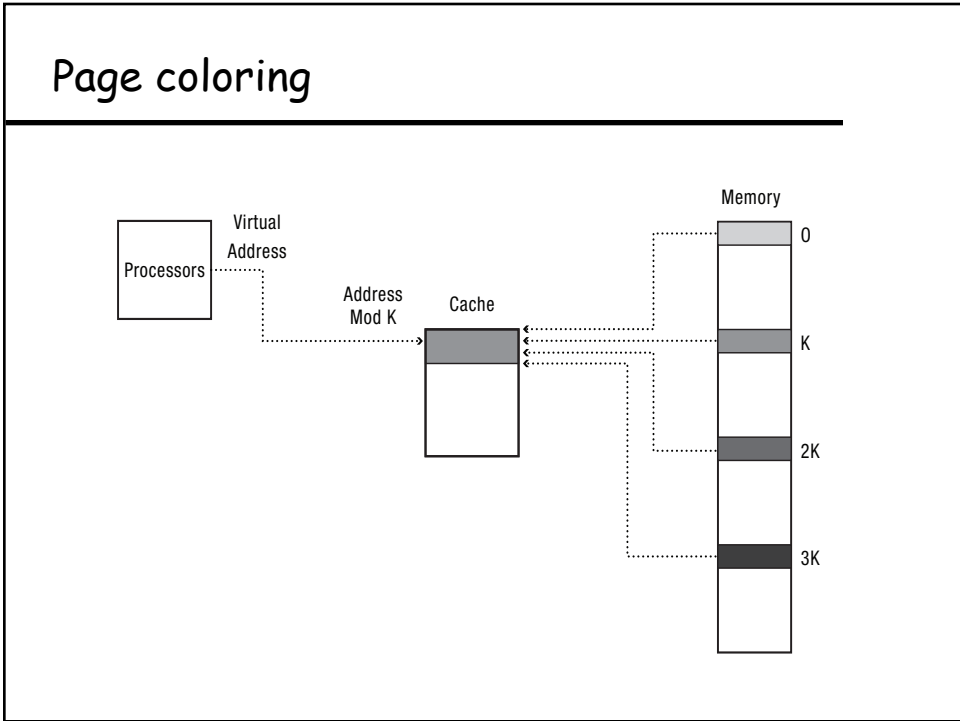 Page coloring
Processors
Virtual
Address
Address
Mod K
Cache
Memory
0
K
2K
3K